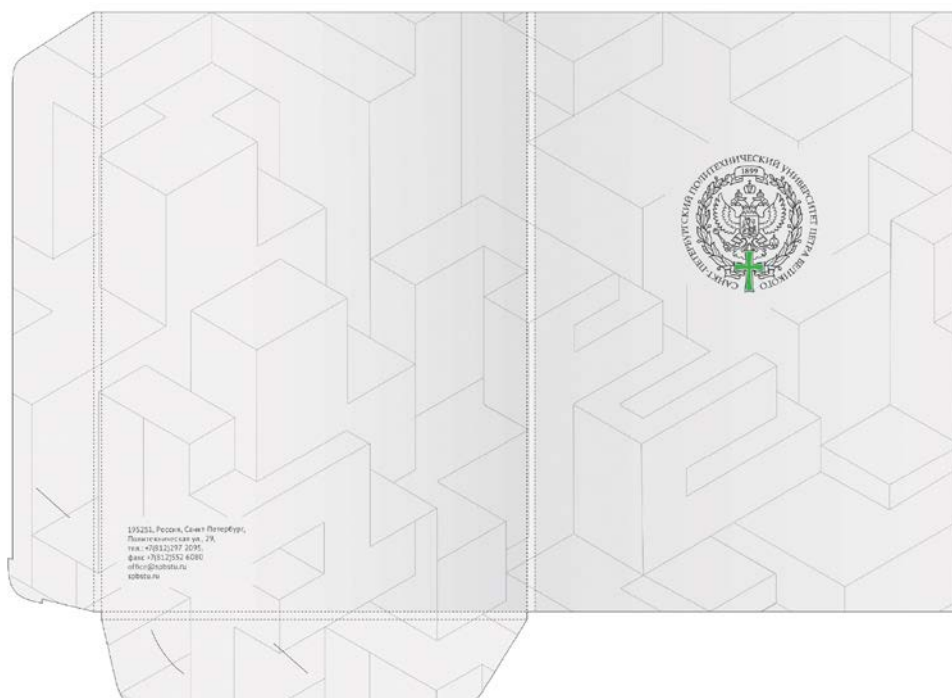 1899
САНКТ-ПЕТЕРБУРГСКИЙ ПОЛИТЕХНИЧЕСКИЙ УНИВЕРСИТЕТ ПЕТРА ВЕЛИКОГО
195251, Россия, Санкт-Петербург,
Политехническая ул., 29,
тел.: +7(812)297 2095,
факс +7(812)552 6080
office@spbstu.ru
spbstu.ru